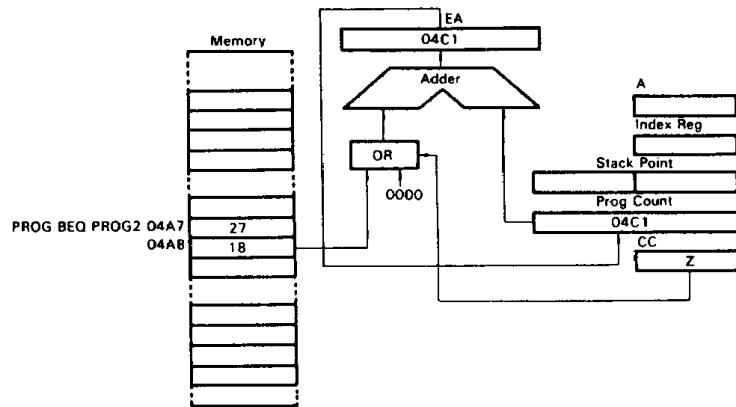 EA
04C1
Memory
Adder
A
Index Reg
OR
Stack Point
0000
Prog Count
PROG BEQ PROG2 04A7 27
04C1
04A8 18
CC
Z